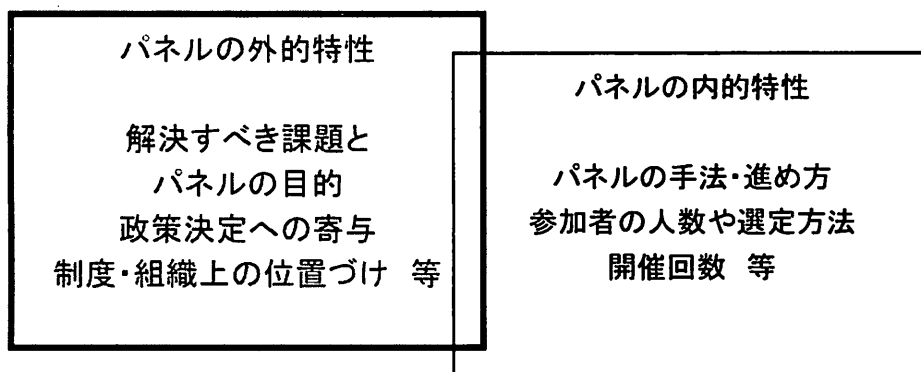 パネルの外的特性
解決すべき課題と
パネルの目的
政策決定への寄与
制度・組織上の位置づけ 等
パネルの内的特性
パネルの手法・進め方
参加者の人数や選定方法
開催回数 等